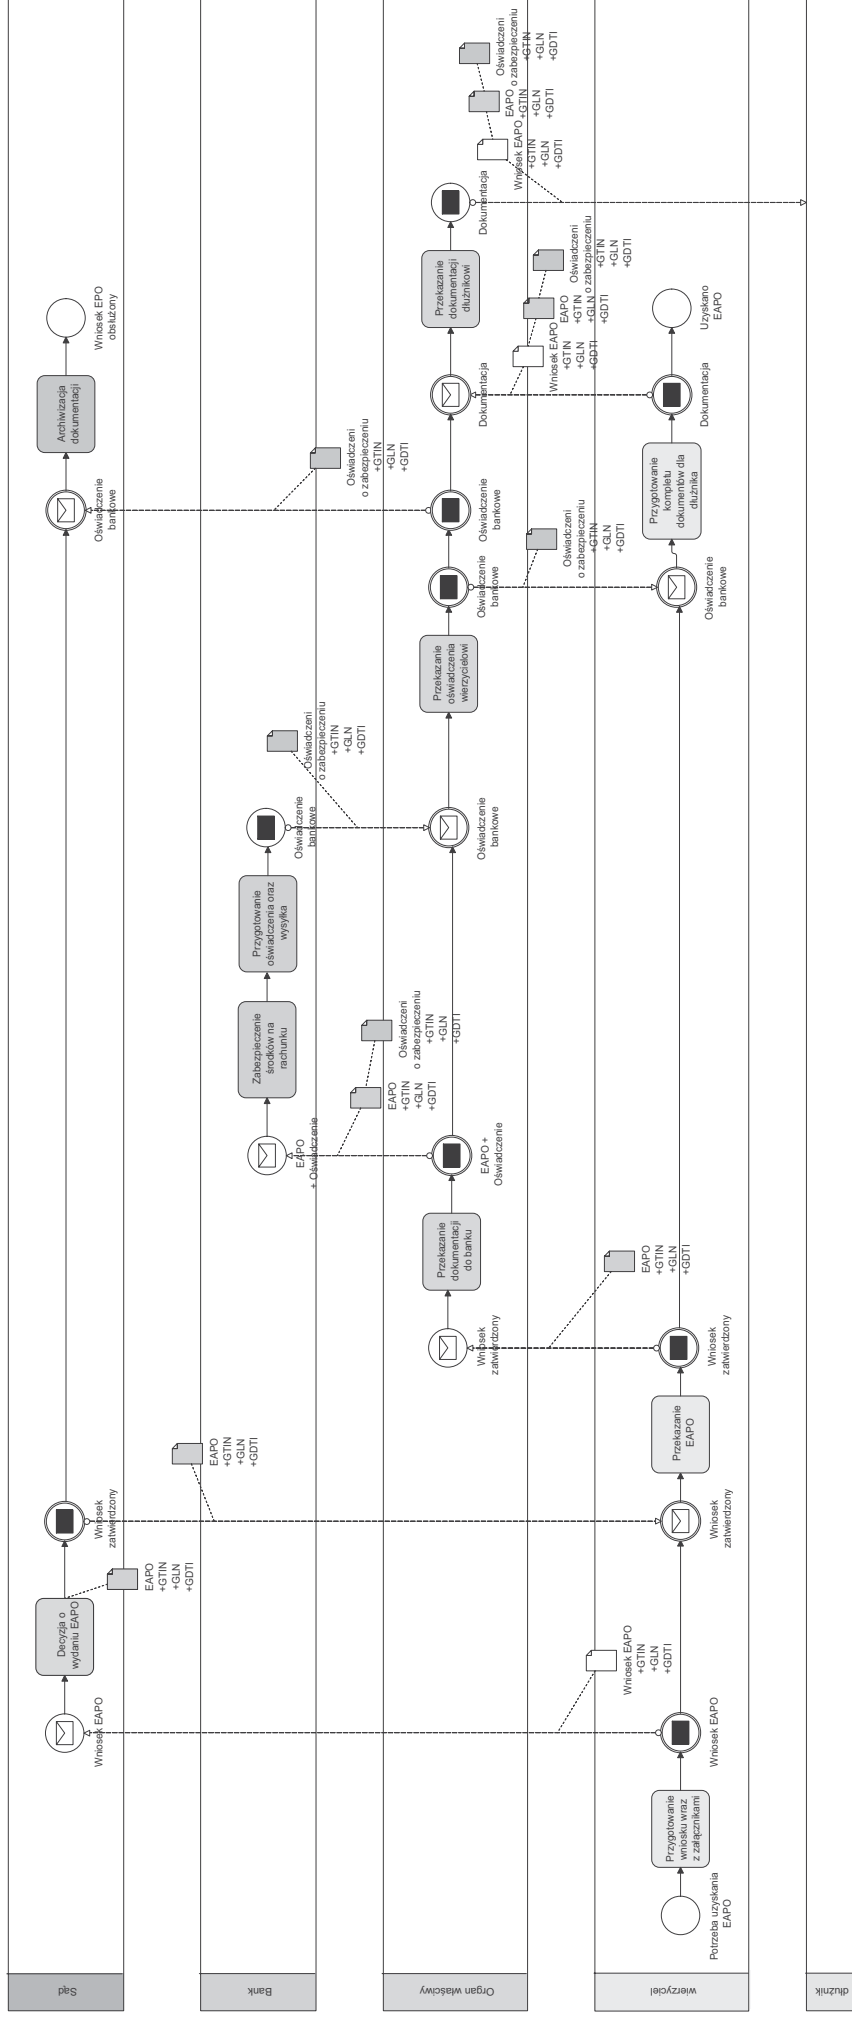 Sąd
Wniosek EAPO
Decyzja o
wydaniu EAPO
EAPO
+GTIN
+GLN
+GDTI
Wniosek
zatwierdzony
Oświadczenie
bankowe
Archiwizacja
dokumentacji
Wniosek EPO
obsłużony
Bank
EAPO
+GTIN
+GLN
+GDTI
EAPO
+ Oświadczenie
Zabezpieczenie
środków na
rachunku
Przygotowanie
oświadczenia oraz
wysyłka
Oświadczenie
bankowe
Oświadczeni
o zabezpieczeniu
+GTIN
+GLN
+GDTI
Oświadczeni
o zabezpieczeniu
+GTIN
+GLN
+GDTI
Organ właściwy
Wniosek
zatwierdzony
Przekazanie
dokumentacji
do banku
EAPO +
Oświadczenie
EAPO
+GTIN
+GLN
+GDTI
Oświadczeni
o zabezpieczeniu
+GTIN
+GLN
+GDTI
Oświadczenie
bankowe
Przekazanie
oświadczenia
wierzycielowi
Oświadczenie
bankowe
Oświadczenie
bankowe
Dokumentacja
Przekazanie
dokumentacji
dłużnikowi
Dokumentacja
Wniosek EAPO
+GTIN
+GLN
+GDTI
EAPO
+GTIN
+GLN
+GDTI
Oświadczeni
o zabezpieczeniu
+GTIN
+GLN
+GDTI
Oświadczeni
o zabezpieczeniu
+GTIN
+GLN
+GDTI
Wniosek EAPO
+GTIN
+GLN
+GDTI
EAPO
+GTIN
+GLN
+GDTI
Oświadczeni
o zabezpieczeniu
+GTIN
+GLN
+GDTI
wierzyciel
Potrzeba uzyskania
EAPO
Przygotowanie
wniosku wraz
z załącznikami
Wniosek EAPO
Wniosek EAPO
+GTIN
+GLN
+GDTI
Wniosek
zatwierdzony
Przekazanie
EAPO
Wniosek
zatwierdzony
EAPO
+GTIN
+GLN
+GDTI
Oświadczenie
bankowe
Przygotowanie
kompletu
dokumentów dla
dłużnika
Dokumentacja
Uzyskano
EAPO
dłużnik